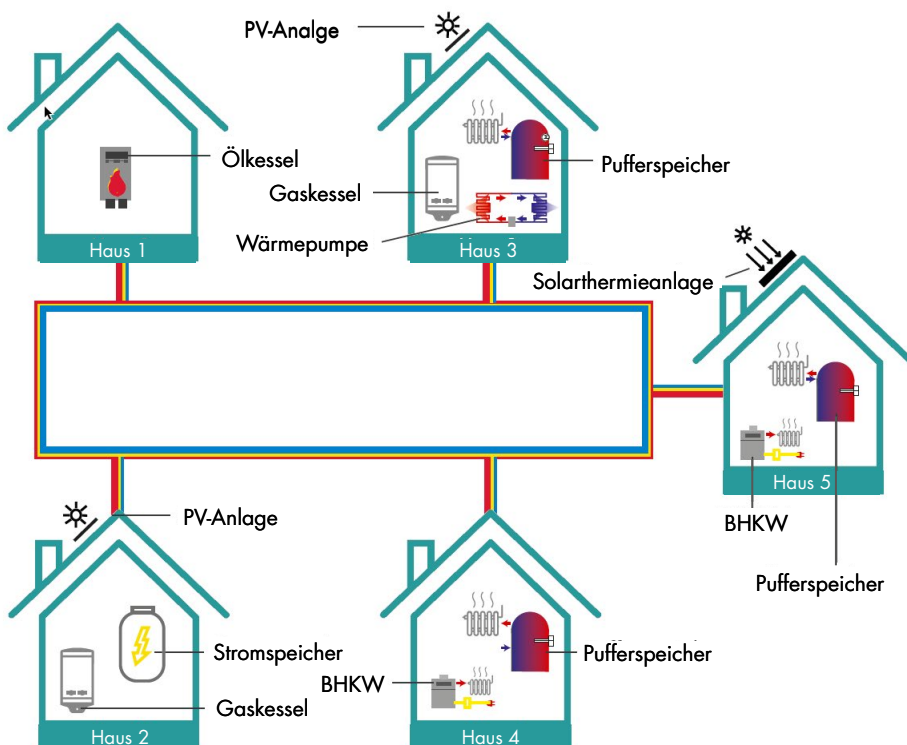 PV-Analge
Ölkessel
Pufferspeicher
Gaskessel
Wärmepumpe
Haus 1
Haus 3
Solarthermieanlage
Haus 5
PV-Anlage
BHKW
Pufferspeicher
Stromspeicher
Pufferspeicher
BHKW
Gaskessel
Haus 2
Haus 4